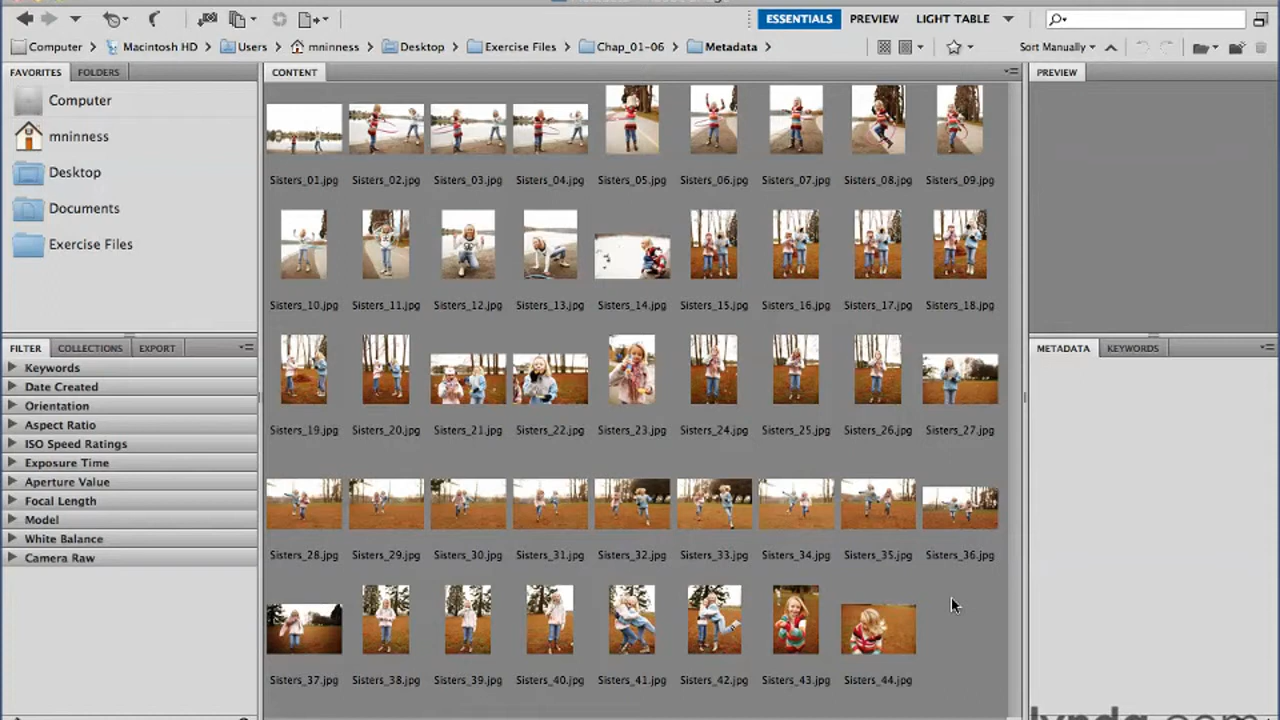 ESSENTIALS PREVIEW LIGHT TABLE
Computer Macintosh HD Users mninness Desktop Exercise Files Chap_01-06 Metadata Sort Manually
FAVORITES FOLDERS
CONTENT
PREVIEW
Computer
mninness
Desktop
Documents
Exercise Files
Sisters_01.jpg Sisters_02.jpg Sisters_03.jpg Sisters_04.jpg Sisters_05.jpg Sisters_06.jpg Sisters_07.jpg Sisters_08.jpg Sisters_09.jpg
Sisters_10.jpg Sisters_11.jpg Sisters_12.jpg Sisters_13.jpg Sisters_14.jpg Sisters_15.jpg Sisters_16.jpg Sisters_17.jpg Sisters_18.jpg
FILTER COLLECTIONS EXPORT
METADATA KEYWORDS
Keywords
Date Created
Orientation
Aspect Ratio
ISO Speed Ratings
Exposure Time
Aperture Value
Focal Length
Model
White Balance
Camera Raw
Sisters_19.jpg Sisters_20.jpg Sisters_21.jpg Sisters_22.jpg Sisters_23.jpg Sisters_24.jpg Sisters_25.jpg Sisters_26.jpg Sisters_27.jpg
Sisters_28.jpg Sisters_29.jpg Sisters_30.jpg Sisters_31.jpg Sisters_32.jpg Sisters_33.jpg Sisters_34.jpg Sisters_35.jpg Sisters_36.jpg
Sisters_37.jpg Sisters_38.jpg Sisters_39.jpg Sisters_40.jpg Sisters_41.jpg Sisters_42.jpg Sisters_43.jpg Sisters_44.jpg
lynda.com